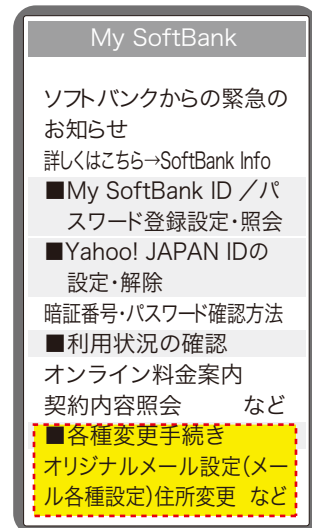 My SoftBank
ソフトバンクからの緊急の
お知らせ
詳しくはこちら→SoftBank Info
■My SoftBank ID／パ
スワード登録設定・照会
■Yahoo! JAPAN IDの
設定・解除
暗証番号・パスワード確認方法
■利用状況の確認
オンライン料金案内
契約内容照会　　など
■各種変更手続き
オリジナルメール設定(メー
ル各種設定)住所変更 など